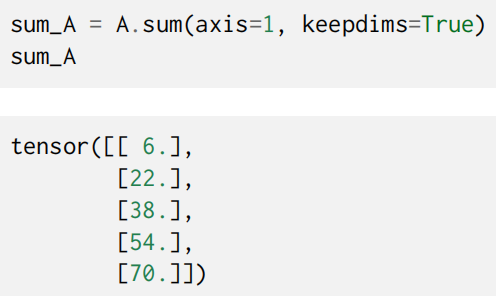 sum_A = A.sum(axis=1, keepdims=True)
sum_A
tensor([[ 6.],
        [22.],
        [38.],
        [54.],
        [70.]])